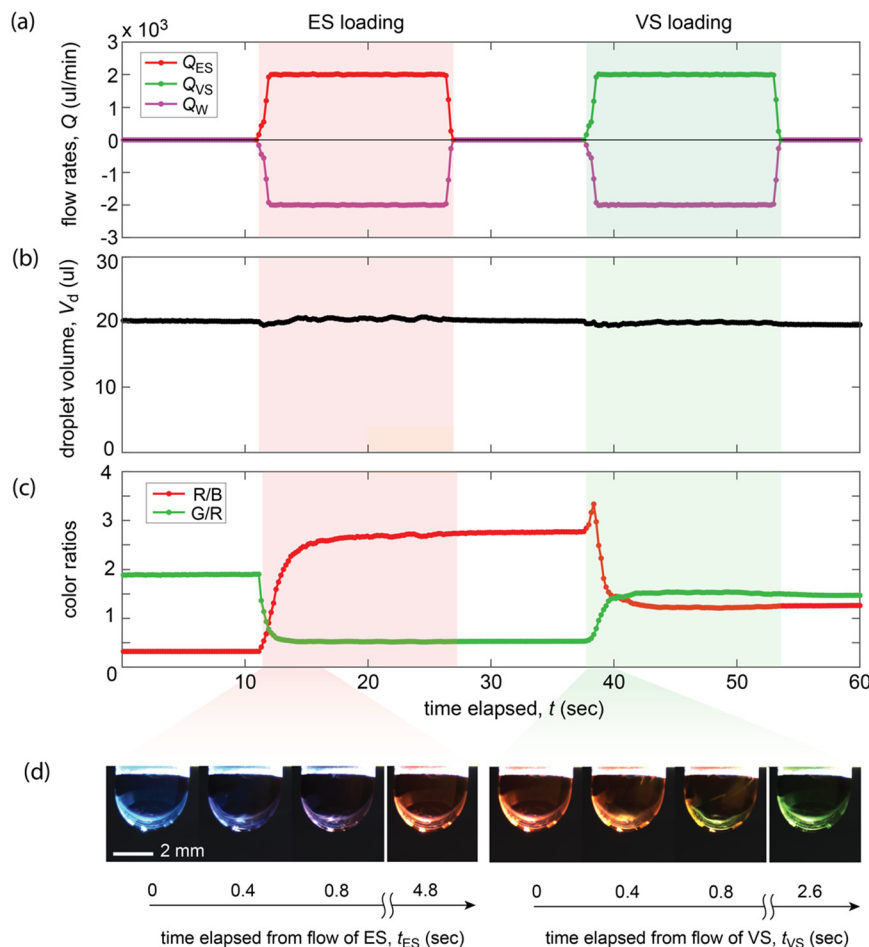 (a)
ES loading
VS loading
× 10³
flow rates, Q (ul/min)
3
2
1
0
-1
-2
-3
Q_ES
Q_VS
Q_W
(b)
droplet volume, V_d (ul)
30
20
10
0
(c)
color ratios
4
3
2
1
0
R/B
G/R
0
10
20
30
40
50
60
time elapsed, t (sec)
(d)
2 mm
0
0.4
0.8
4.8
time elapsed from flow of ES, t_ES (sec)
0
0.4
0.8
2.6
time elapsed from flow of VS, t_VS (sec)